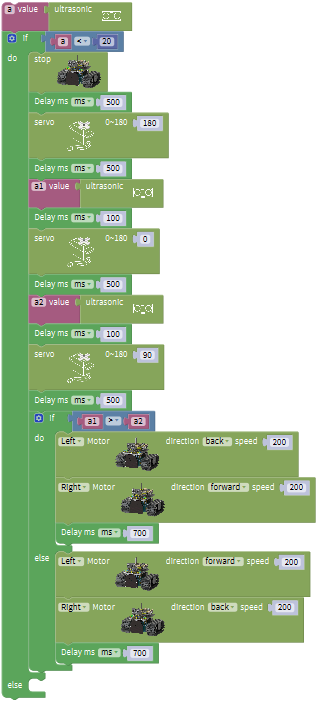 a value ultrasonic
If a < 20
do stop
Delay ms ms 500
servo 0~180 180
Delay ms ms 500
a1 value ultrasonic
Delay ms ms 100
servo 0~180 0
Delay ms ms 500
a2 value ultrasonic
Delay ms ms 100
servo 0~180 90
Delay ms ms 500
If a1 > a2
do Left Motor direction back speed 200
Right Motor direction forward speed 200
Delay ms ms 700
else Left Motor direction forward speed 200
Right Motor direction back speed 200
Delay ms ms 700
else